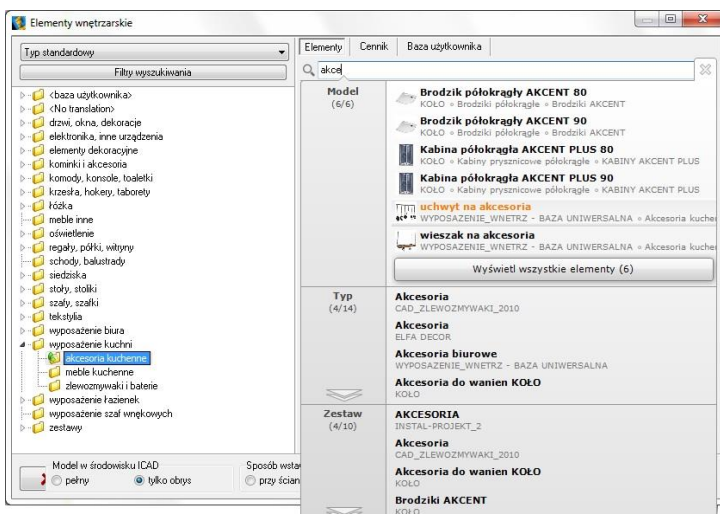 Elementy wnętrzarskie
Typ standardowy
Filtry wyszukiwania
<baza użytkownika>
<No translation>
drzwi, okna, dekoracje
elektronika, inne urządzenia
elementy dekoracyjne
kominki i akcesoria
komody, konsole, toaletki
krzesła, hokery, taborety
łóżka
meble inne
oświetlenie
regały, półki, witryny
schody, balustrady
siedziska
stoły, stoliki
szafy, szafki
tekstylia
wyposażenie biura
wyposażenie kuchni
akcesoria kuchenne
meble kuchenne
zlewozmywaki i baterie
wyposażenie łazienek
wyposażenie szaf wnękowych
zestawy
Model w środowisku ICAD
pełny
tylko obrys
Sposób wsta
przy ścian
Elementy Cennik Baza użytkownika
akce
Model
(6/6)
Brodzik półokrągły AKCENT 80
KOŁO » Brodziki półokrągłe » Brodziki AKCENT
Brodzik półokrągły AKCENT 90
KOŁO » Brodziki półokrągłe » Brodziki AKCENT
Kabina półokrągła AKCENT PLUS 80
KOŁO » Kabiny prysznicowe półokrągłe » KABINY AKCENT PLUS
Kabina półokrągła AKCENT PLUS 90
KOŁO » Kabiny prysznicowe półokrągłe » KABINY AKCENT PLUS
uchwyt na akcesoria
WYPOSAZENIE_WNETRZ - BAZA UNIWERSALNA » Akcesoria kuche
wieszak na akcesoria
WYPOSAZENIE_WNETRZ - BAZA UNIWERSALNA » Akcesoria kuche
Wyświetl wszystkie elementy (6)
Typ
(4/14)
Akcesoria
CAD_ZLEWOZMYWAKI_2010
Akcesoria
ELFA DECOR
Akcesoria biurowe
WYPOSAZENIE_WNETRZ - BAZA UNIWERSALNA
Akcesoria do wanien KOŁO
KOŁO
Zestaw
(4/10)
AKCESORIA
INSTAL-PROJEKT_2
Akcesoria
CAD_ZLEWOZMYWAKI_2010
Akcesoria do wanien KOŁO
KOŁO
Brodziki AKCENT
KOŁO